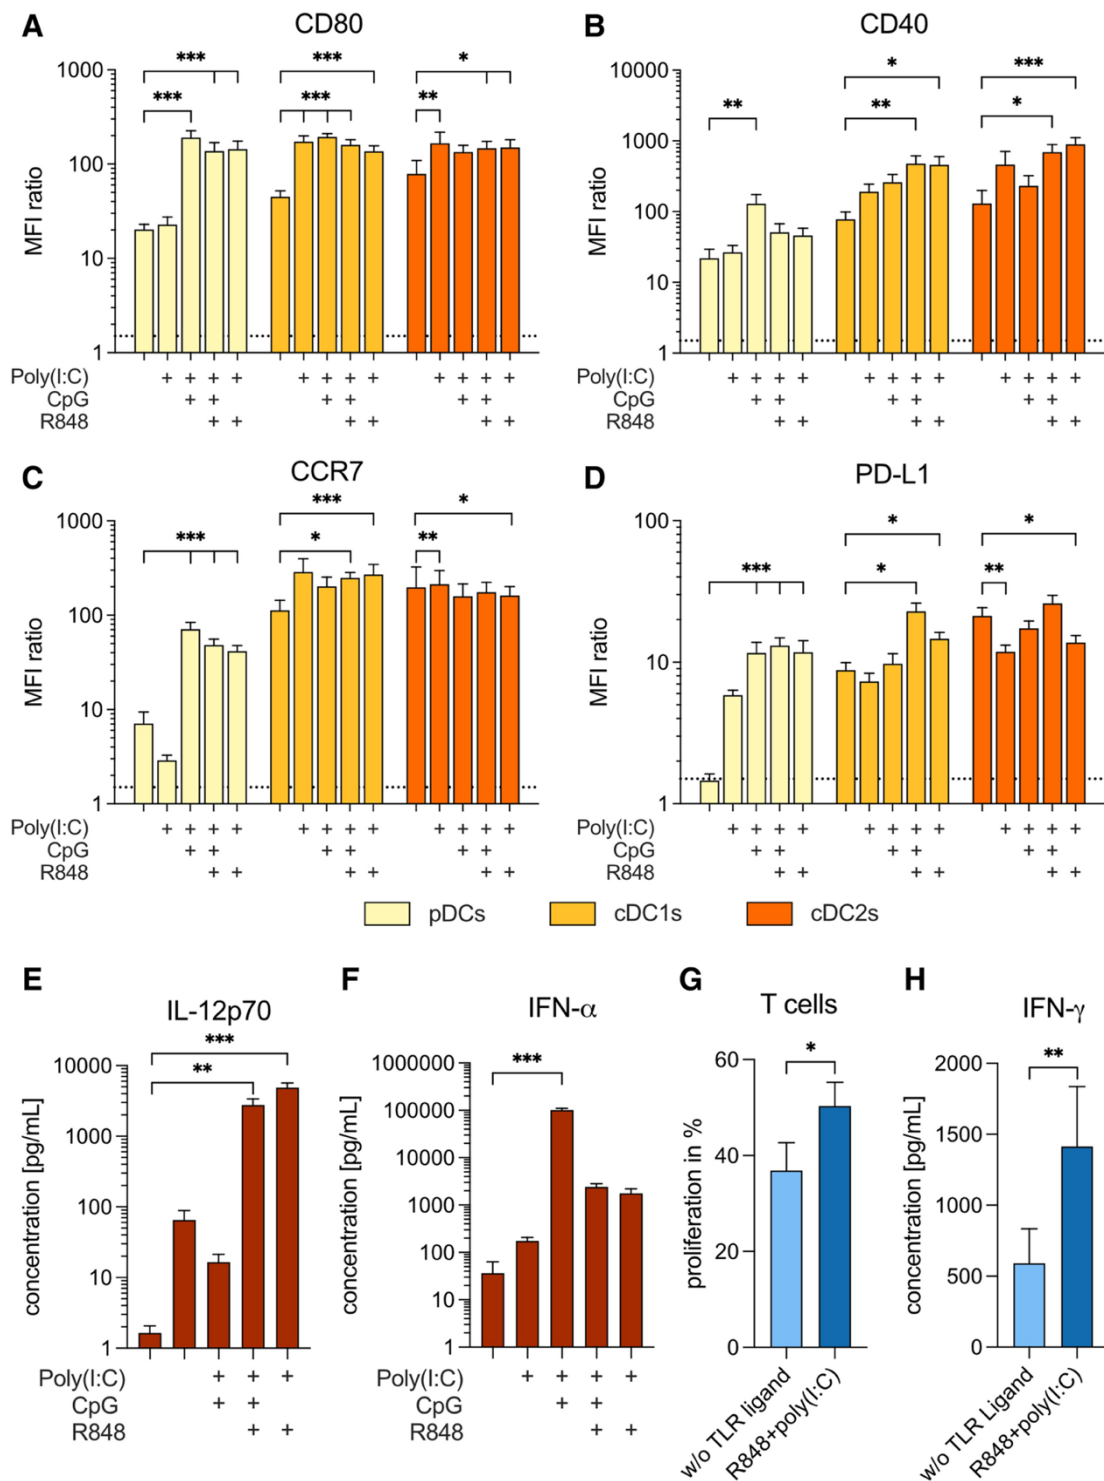 A CD80
*** *** *
*** *** **
1000
100
10
1
MFI ratio
Poly(I:C) + + + + + + + + + + + +
CpG + + + + + +
R848 + + + + + +
B CD40
* ***
** ** *
10000
1000
100
10
1
MFI ratio
Poly(I:C) + + + + + + + + + + + +
CpG + + + + + +
R848 + + + + + +
C CCR7
*** *
*** * **
1000
100
10
1
MFI ratio
Poly(I:C) + + + + + + + + + + + +
CpG + + + + + +
R848 + + + + + +
D PD-L1
* *
*** * **
100
10
1
MFI ratio
Poly(I:C) + + + + + + + + + + + +
CpG + + + + + +
R848 + + + + + +
pDCs cDC1s cDC2s
E IL-12p70
***
**
10000
1000
100
10
1
concentration [pg/mL]
Poly(I:C) + + +
CpG + +
R848 + +
F IFN-α
***
1000000
100000
10000
1000
100
10
1
concentration [pg/mL]
Poly(I:C) + + + +
CpG + +
R848 + +
G T cells
*
60
40
20
0
proliferation in %
w/o TLR ligand
R848+poly(I:C)
H IFN-γ
**
2000
1500
1000
500
0
concentration [pg/mL]
w/o TLR Ligand
R848+poly(I:C)